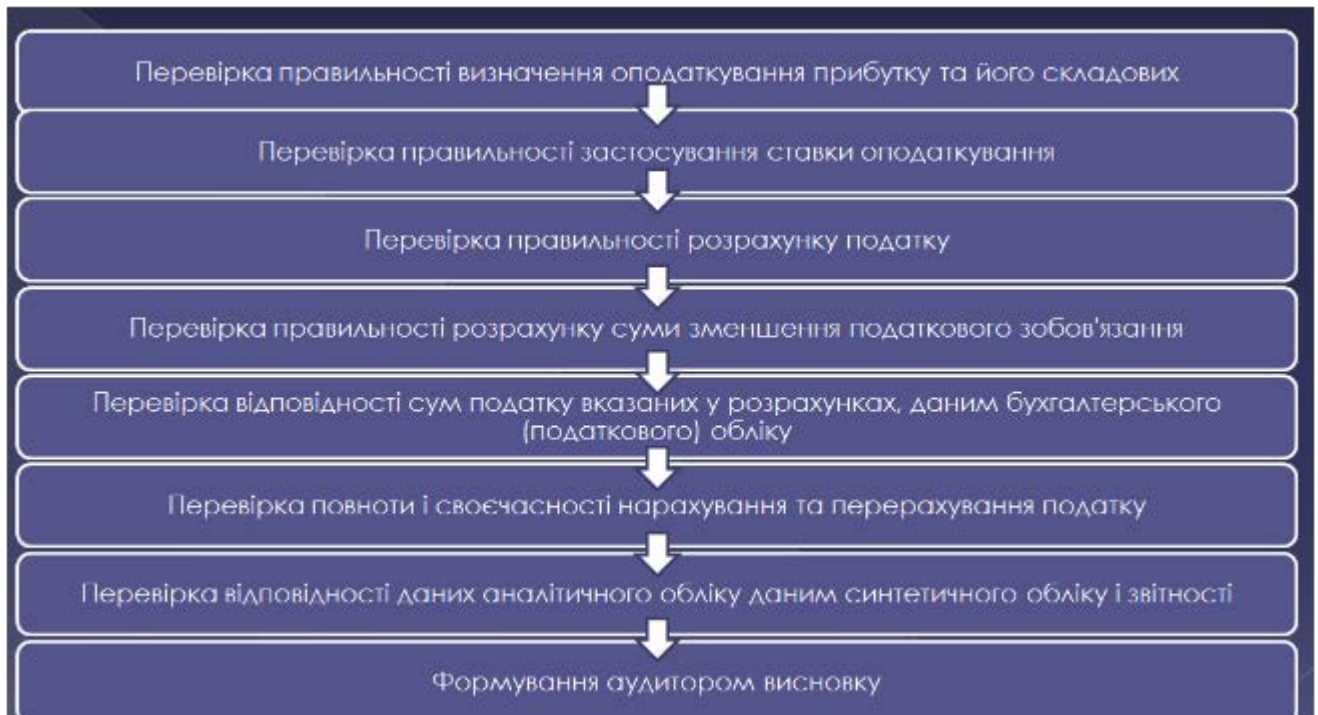 Перевірка правильності визначення оподаткування прибутку та його складових
Перевірка правильності застосування ставки оподаткування
Перевірка правильності розрахунку податку
Перевірка правильності розрахунку суми зменшення податкового зобов'язання
Перевірка відповідності сум податку вказаних у розрахунках, даним бухгалтерського
(податкового) обліку
Перевірка повноти і своєчасності нарахування та перерахування податку
Перевірка відповідності даних аналітичного обліку даним синтетичного обліку і звітності
Формування аудитором висновку